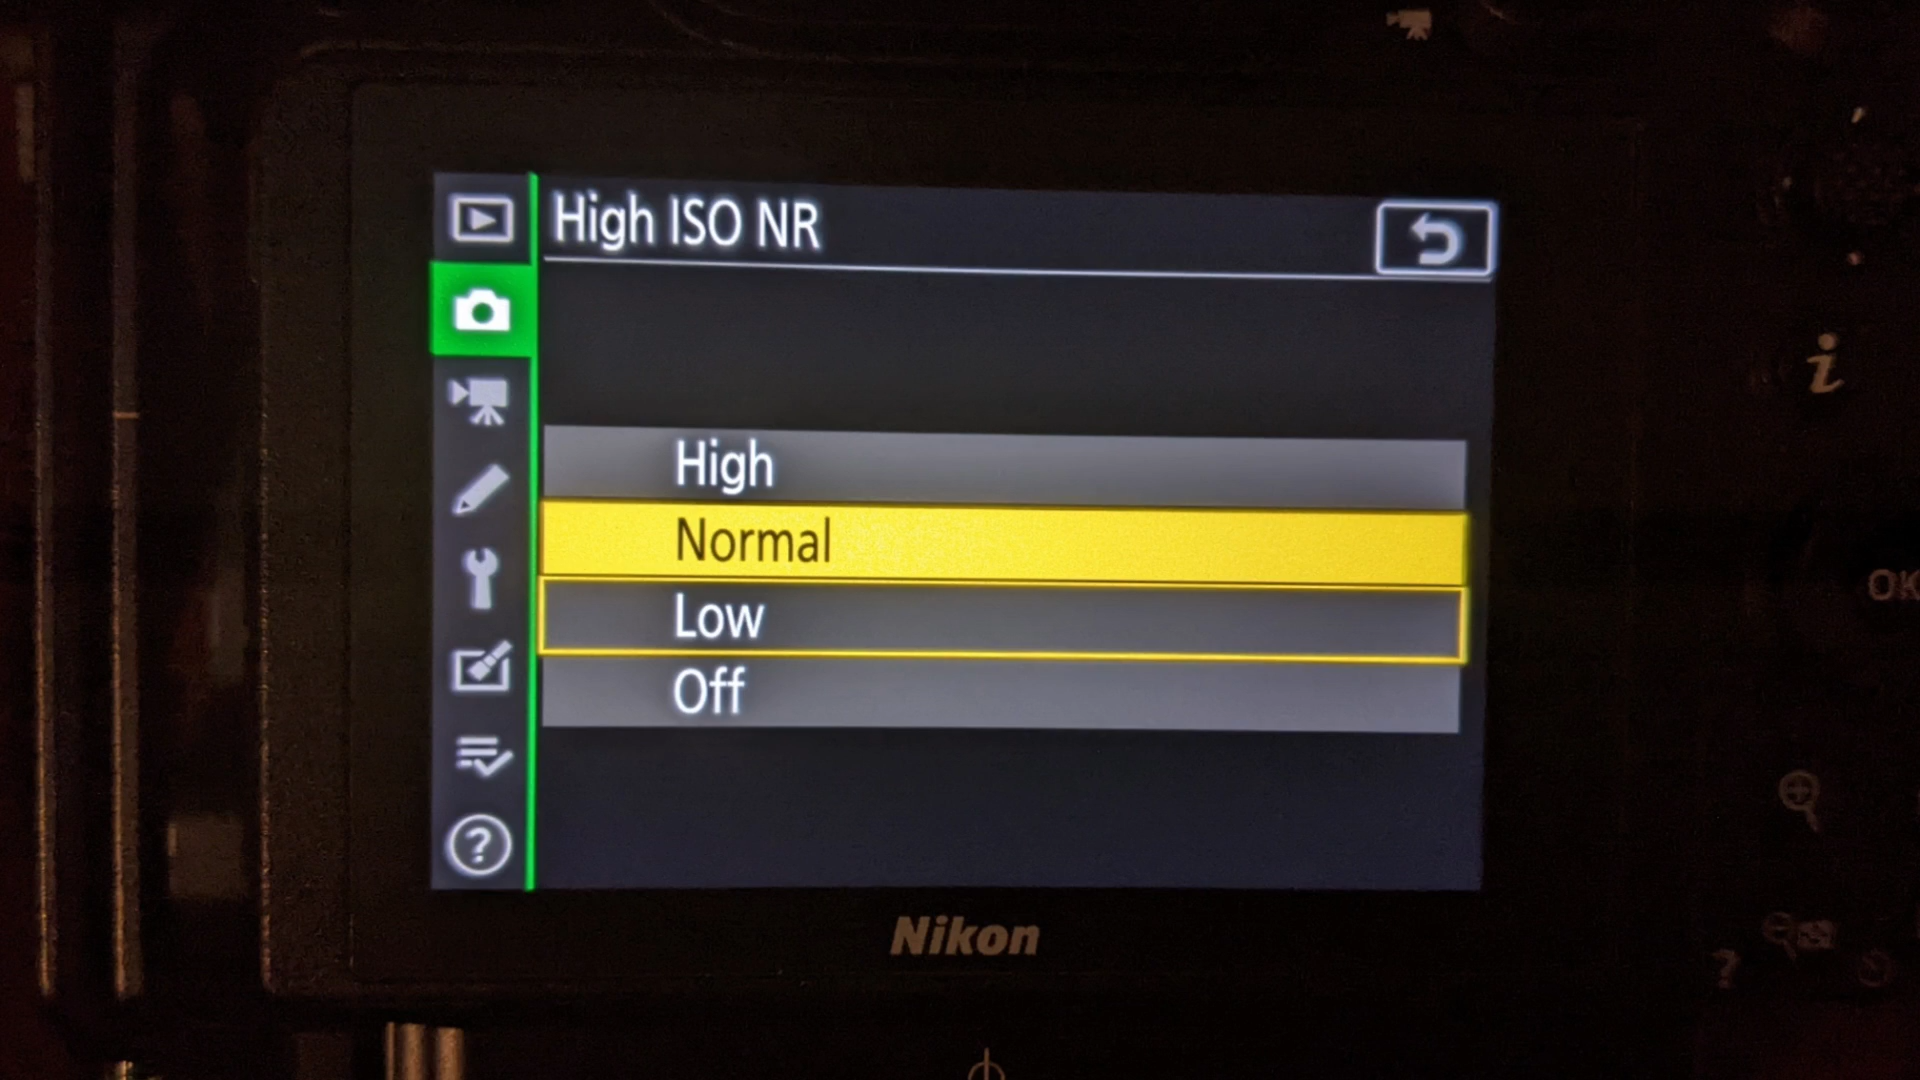 High ISO NR
High
i
Normal
OK
Low
Off
?
?
Nikon